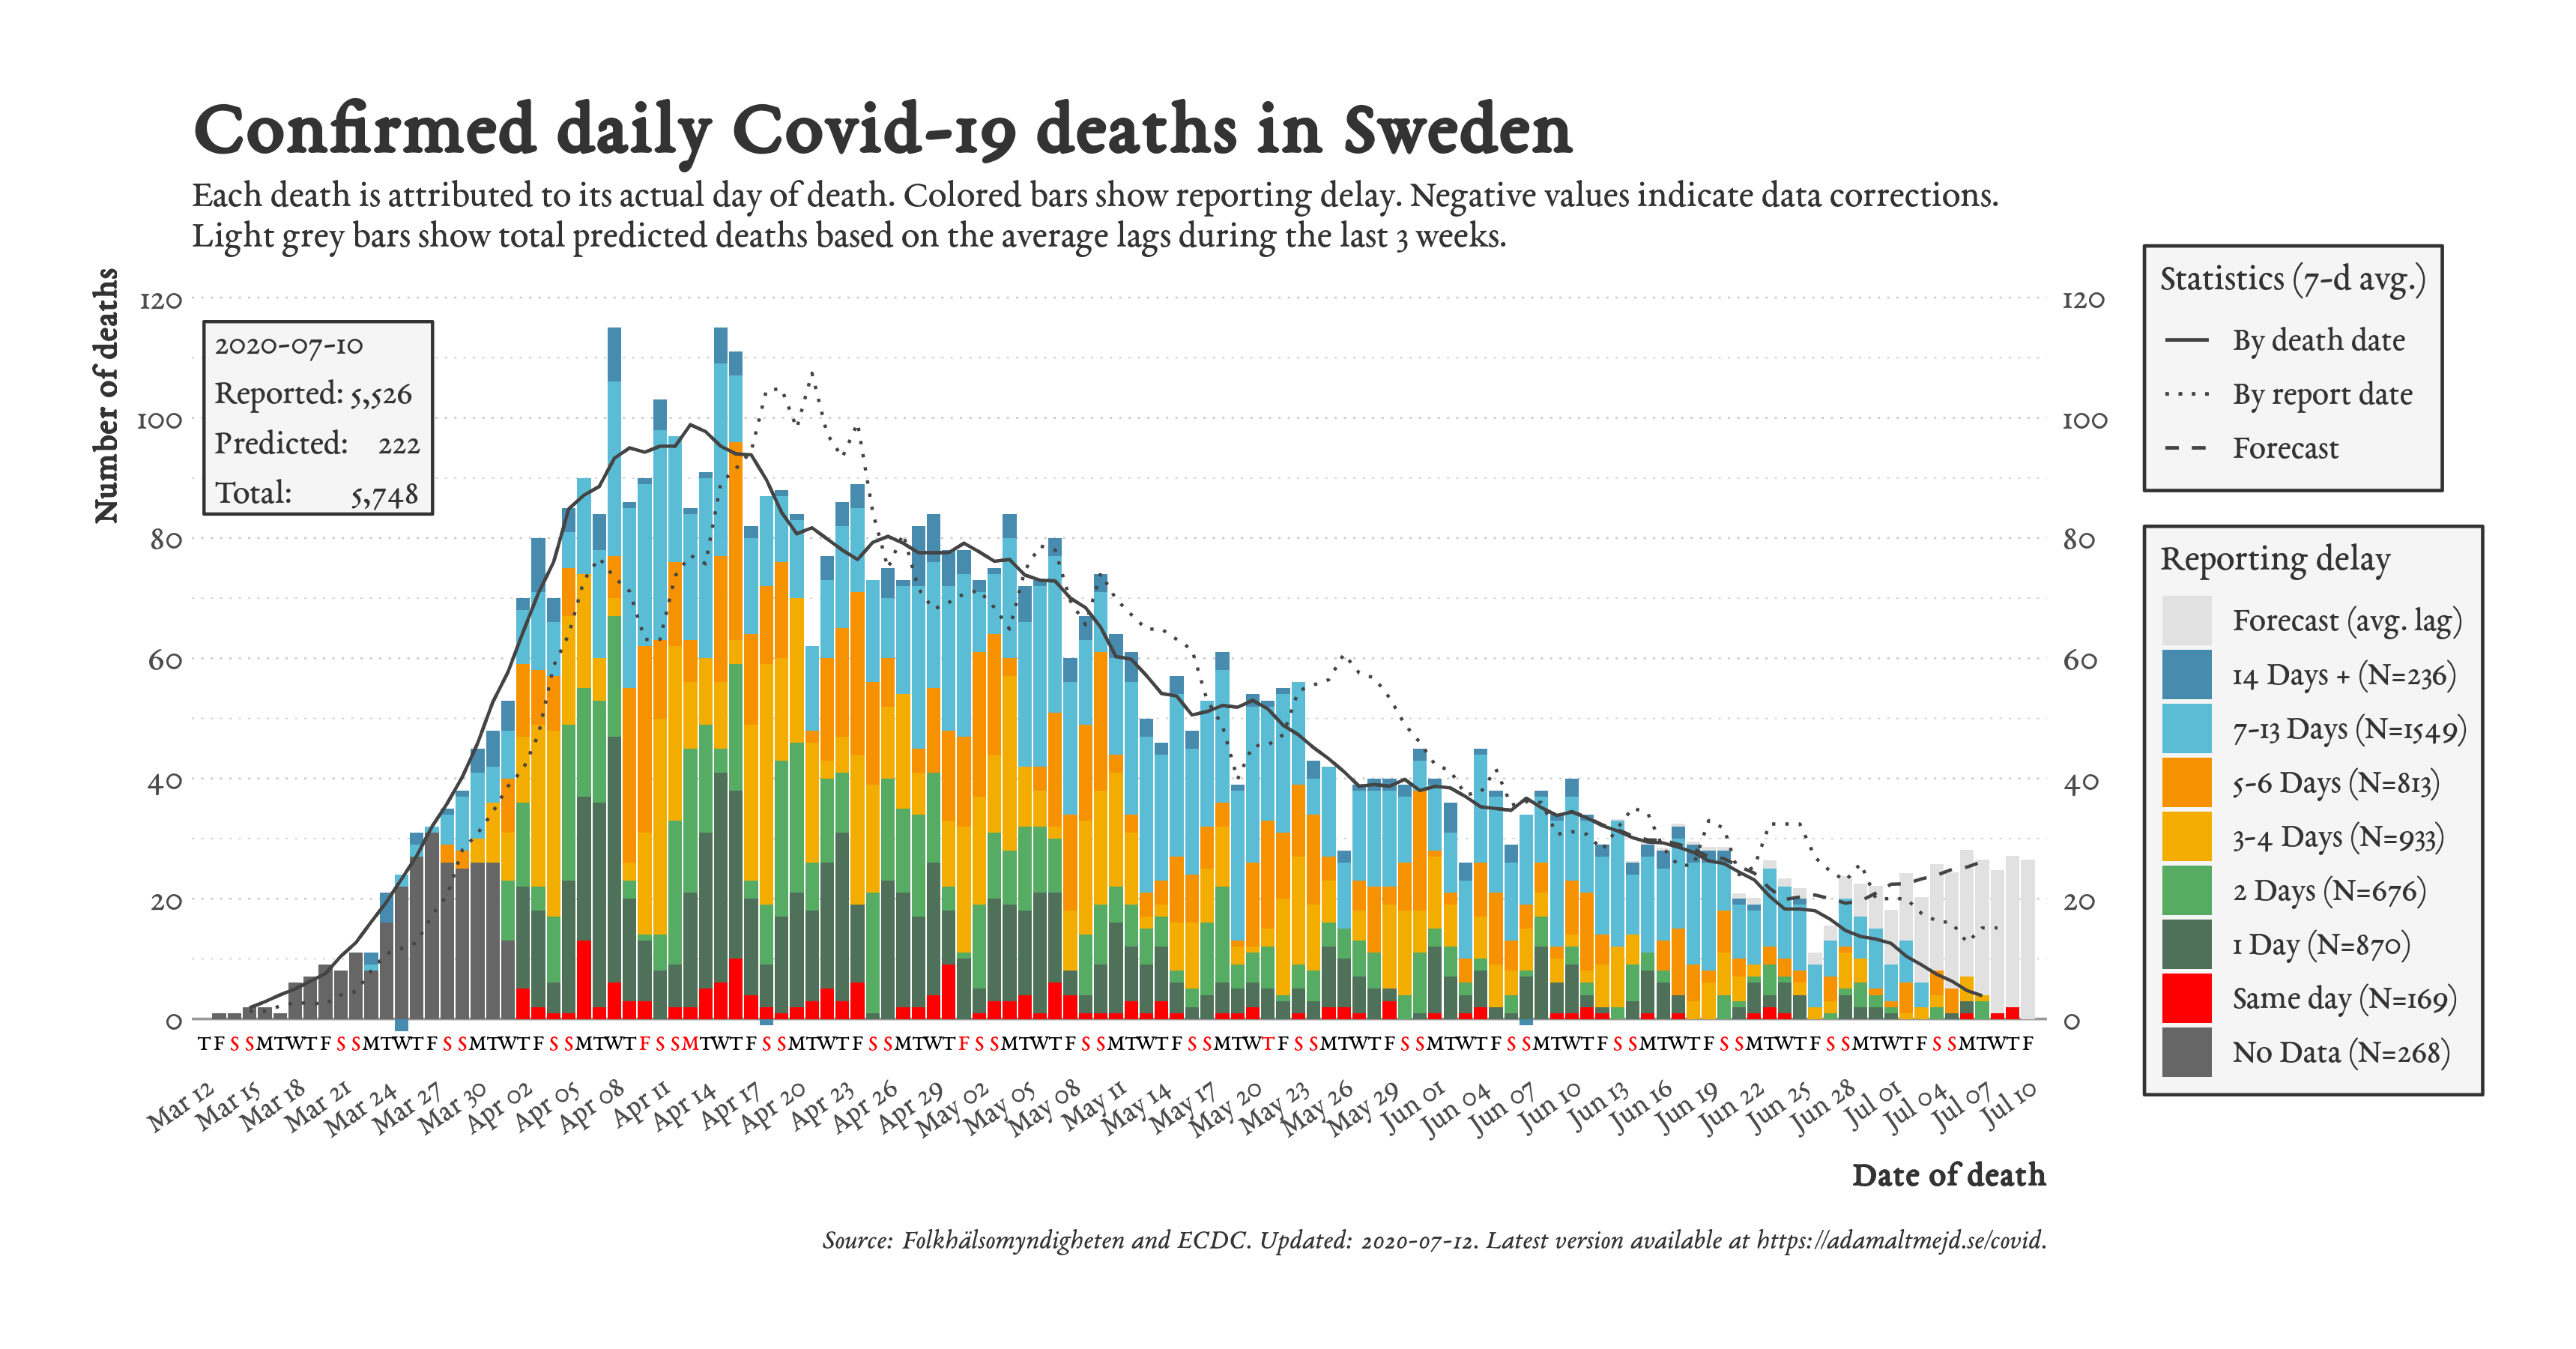 Confirmed daily Covid-19 deaths in Sweden
Each death is attributed to its actual day of death. Colored bars show reporting delay. Negative values indicate data corrections.
Light grey bars show total predicted deaths based on the average lags during the last 3 weeks.
Number of deaths
120
100
80
60
40
20
0
2020-07-10
Reported: 5,526
Predicted: 222
Total: 5,748
120
100
80
60
40
20
0
Statistics (7-d avg.)
By death date
By report date
Forecast
Reporting delay
Forecast (avg. lag)
14 Days + (N=236)
7-13 Days (N=1549)
5-6 Days (N=813)
3-4 Days (N=933)
2 Days (N=676)
1 Day (N=870)
Same day (N=169)
No Data (N=268)
T F S S M T W T F S S M T W T F S S M T W T F S S M T W T F S S M T W T F S S M T W T F S S M T W T F S S M T W T F S S M T W T F S S M T W T F S S M T W T F S S M T W T F S S M T W T F S S M T W T F S S M T W T F S S M T W T F S S M T W T F
Mar 12 Mar 15 Mar 18 Mar 21 Mar 24 Mar 27 Mar 30 Apr 02 Apr 05 Apr 08 Apr 11 Apr 14 Apr 17 Apr 20 Apr 23 Apr 26 Apr 29 May 02 May 05 May 08 May 11 May 14 May 17 May 20 May 23 May 26 May 29 Jun 01 Jun 04 Jun 07 Jun 10 Jun 13 Jun 16 Jun 19 Jun 22 Jun 25 Jun 28 Jul 01 Jul 04 Jul 07 Jul 10
Date of death
Source: Folkhälsomyndigheten and ECDC. Updated: 2020-07-12. Latest version available at https://adamaltmejd.se/covid.